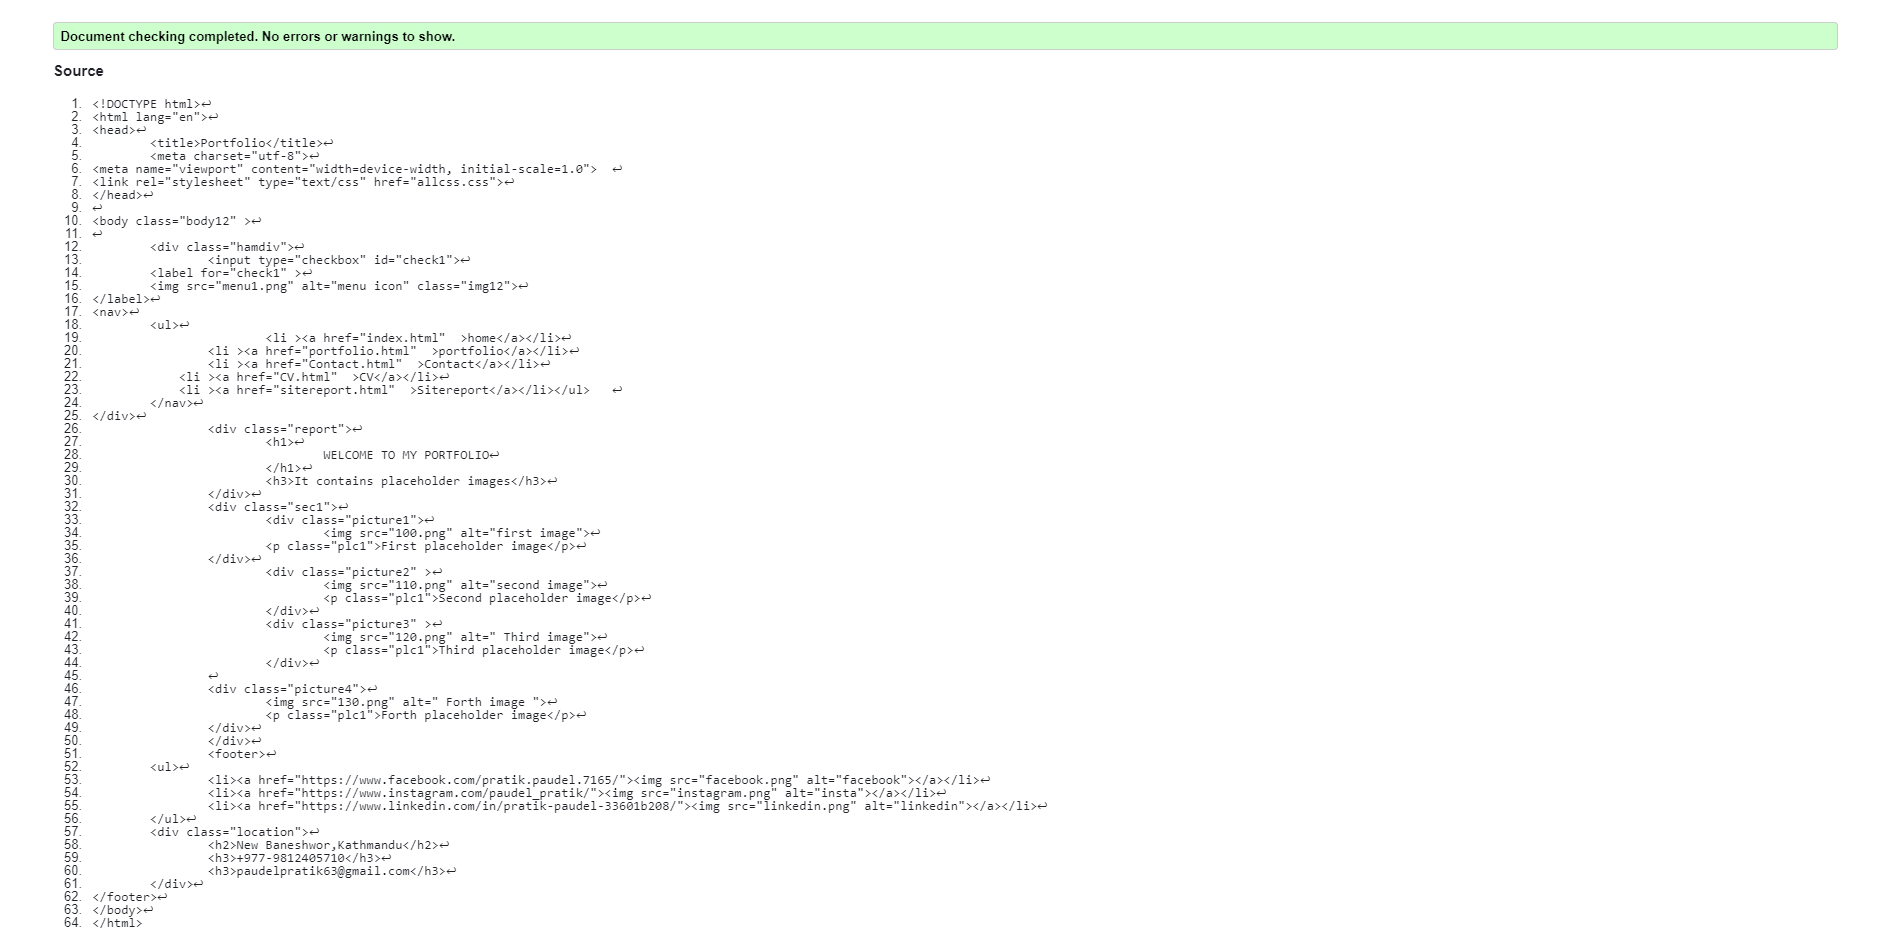 Document checking completed. No errors or warnings to show.
Source
1. <!DOCTYPE html>↩
2. <html lang="en">↩
3. <head>↩
4. <title>Portfolio</title>↩
5. <meta charset="utf-8">↩
6. <meta name="viewport" content="width=device-width, initial-scale=1.0">  ↩
7. <link rel="stylesheet" type="text/css" href="allcss.css">↩
8. </head>↩
9. ↩
10. <body class="body12" >↩
11. ↩
12. <div class="hamdiv">↩
13. <input type="checkbox" id="check1">↩
14. <label for="check1" >↩
15. <img src="menu1.png" alt="menu icon" class="img12">↩
16. </label>↩
17. <nav>↩
18. <ul>↩
19. <li ><a href="index.html"  >home</a></li>↩
20. <li ><a href="portfolio.html"  >portfolio</a></li>↩
21. <li ><a href="Contact.html"  >Contact</a></li>↩
22. <li ><a href="CV.html"  >CV</a></li>↩
23. <li ><a href="sitereport.html"  >Sitereport</a></li></ul>   ↩
24. </nav>↩
25. </div>↩
26. <div class="report">↩
27. <h1>↩
28. WELCOME TO MY PORTFOLIO↩
29. </h1>↩
30. <h3>It contains placeholder images</h3>↩
31. </div>↩
32. <div class="sec1">↩
33. <div class="picture1">↩
34. <img src="100.png" alt="first image">↩
35. <p class="plc1">First placeholder image</p>↩
36. </div>↩
37. <div class="picture2" >↩
38. <img src="110.png" alt="second image">↩
39. <p class="plc1">Second placeholder image</p>↩
40. </div>↩
41. <div class="picture3" >↩
42. <img src="120.png" alt=" Third image">↩
43. <p class="plc1">Third placeholder image</p>↩
44. </div>↩
45. ↩
46. <div class="picture4">↩
47. <img src="130.png" alt=" Forth image ">↩
48. <p class="plc1">Forth placeholder image</p>↩
49. </div>↩
50. </div>↩
51. <footer>↩
52. <ul>↩
53. <li><a href="https://www.facebook.com/pratik.paudel.7165/"><img src="facebook.png" alt="facebook"></a></li>↩
54. <li><a href="https://www.instagram.com/paudel_pratik/"><img src="instagram.png" alt="insta"></a></li>↩
55. <li><a href="https://www.linkedin.com/in/pratik-paudel-33601b208/"><img src="linkedin.png" alt="linkedin"></a></li>↩
56. </ul>↩
57. <div class="location">↩
58. <h2>New Baneshwor,Kathmandu</h2>↩
59. <h3>+977-9812405710</h3>↩
60. <h3>paudelpratik63@gmail.com</h3>↩
61. </div>↩
62. </footer>↩
63. </body>↩
64. </html>